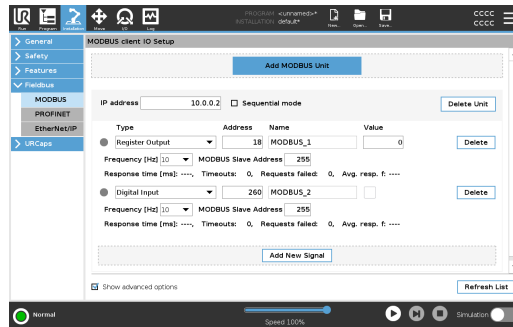 PROGRAM <unnamed>*
INSTALLATION default*
CCCC
CCCC
Run Program Installation Move I/O Log New... Open... Save...
General
Safety
Features
Fieldbus
MODBUS
PROFINET
EtherNet/IP
URCaps
MODBUS client IO Setup
Add MODBUS Unit
IP address 10.0.0.2 Sequential mode Delete Unit
Type Address Name Value
Register Output 18 MODBUS_1 0 Delete
Frequency [Hz] 10 MODBUS Slave Address 255
Response time [ms]: ----, Timeouts: 0, Requests failed: 0, Avg. resp. f: ----
Digital Input 260 MODBUS_2 Delete
Frequency [Hz] 10 MODBUS Slave Address 255
Response time [ms]: ----, Timeouts: 0, Requests failed: 0, Avg. resp. f: ----
Add New Signal
Show advanced options Refresh List
Normal Speed 100% Simulation